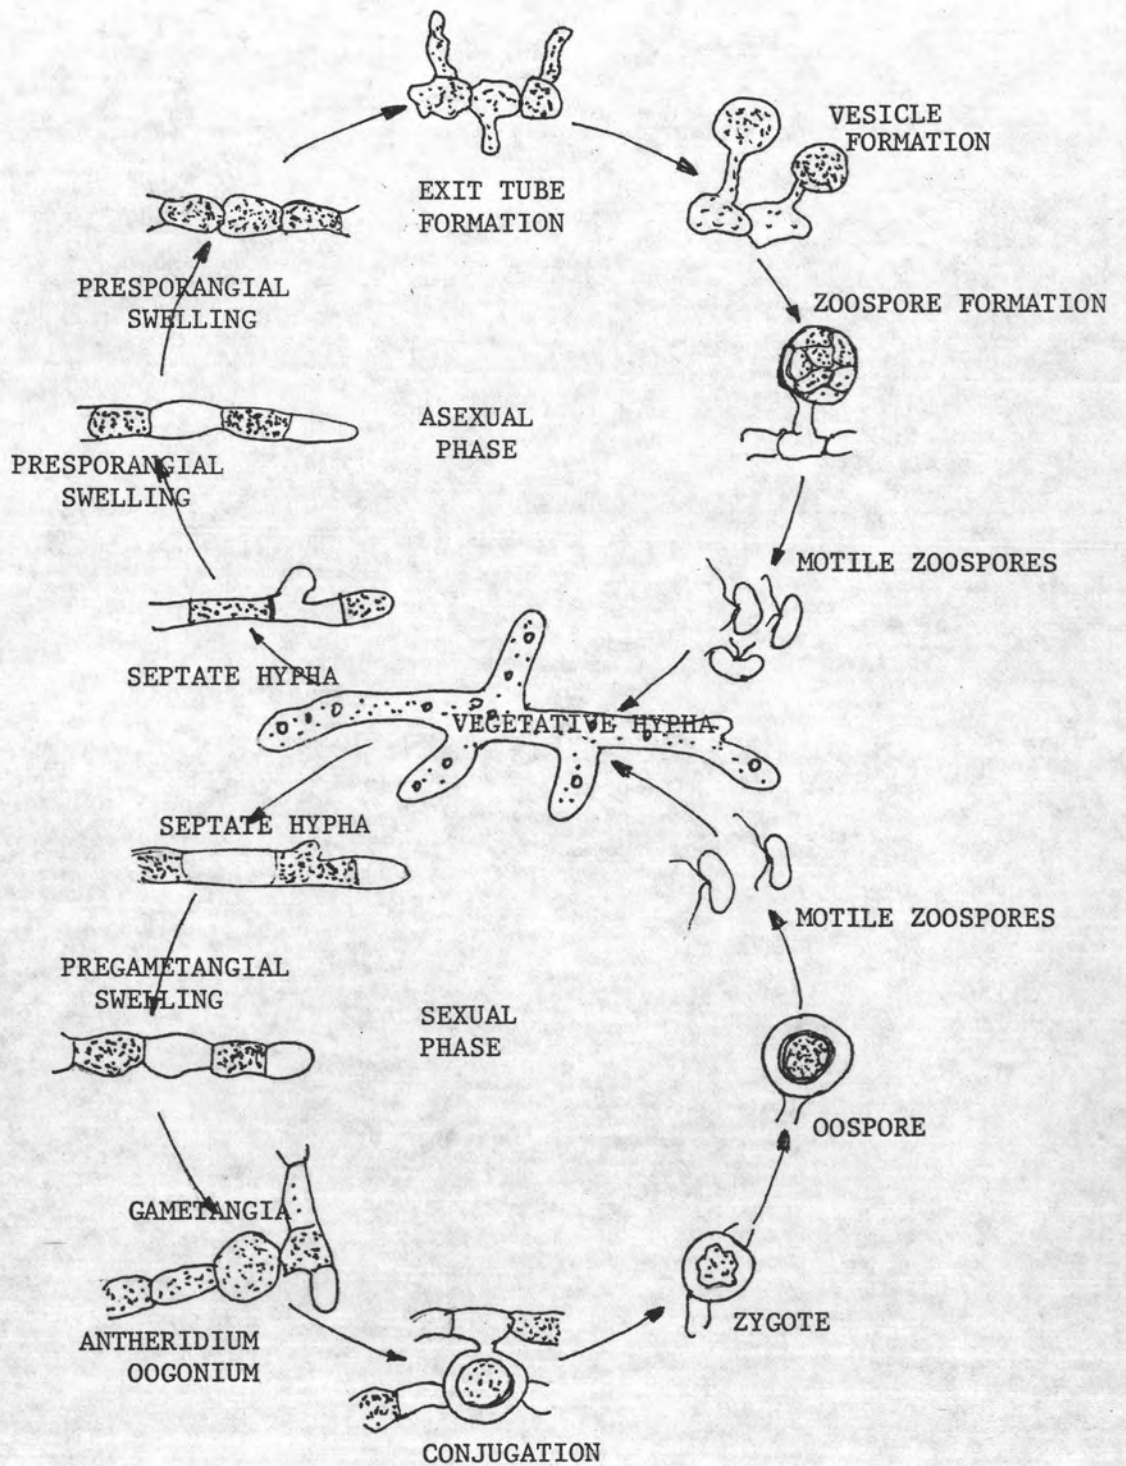 VESICLE
FORMATION
EXIT TUBE
FORMATION
PRESPORANGIAL
SWELLING
ZOOSPORE FORMATION
ASEXUAL
PHASE
PRESPORANGIAL
SWELLING
MOTILE ZOOSPORES
SEPTATE HYPHA
VEGETATIVE HYPHA
SEPTATE HYPHA
MOTILE ZOOSPORES
PREGAMETANGIAL
SWELLING
SEXUAL
PHASE
OOSPORE
GAMETANGIA
ZYGOTE
ANTHERIDIUM
OOGONIUM
CONJUGATION